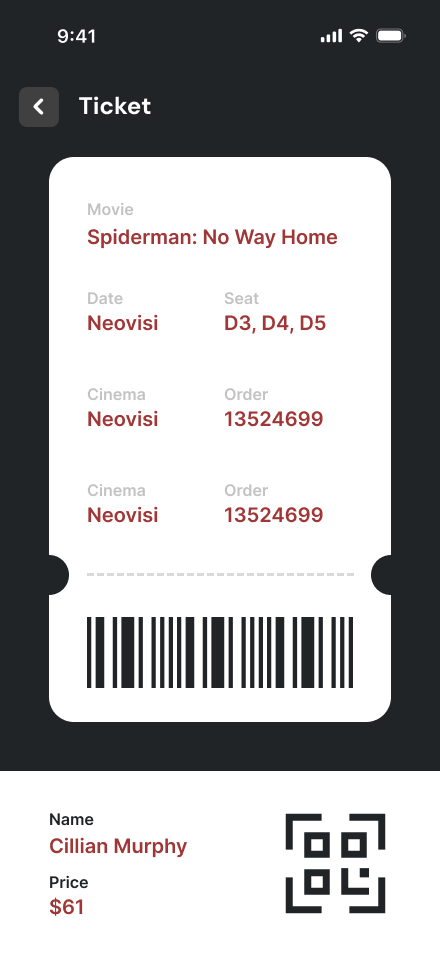 9:41
Ticket
Movie
Spiderman: No Way Home
Date Seat
Neovisi D3, D4, D5
Cinema Order
Neovisi 13524699
Cinema Order
Neovisi 13524699
Name
Cillian Murphy
Price
$61